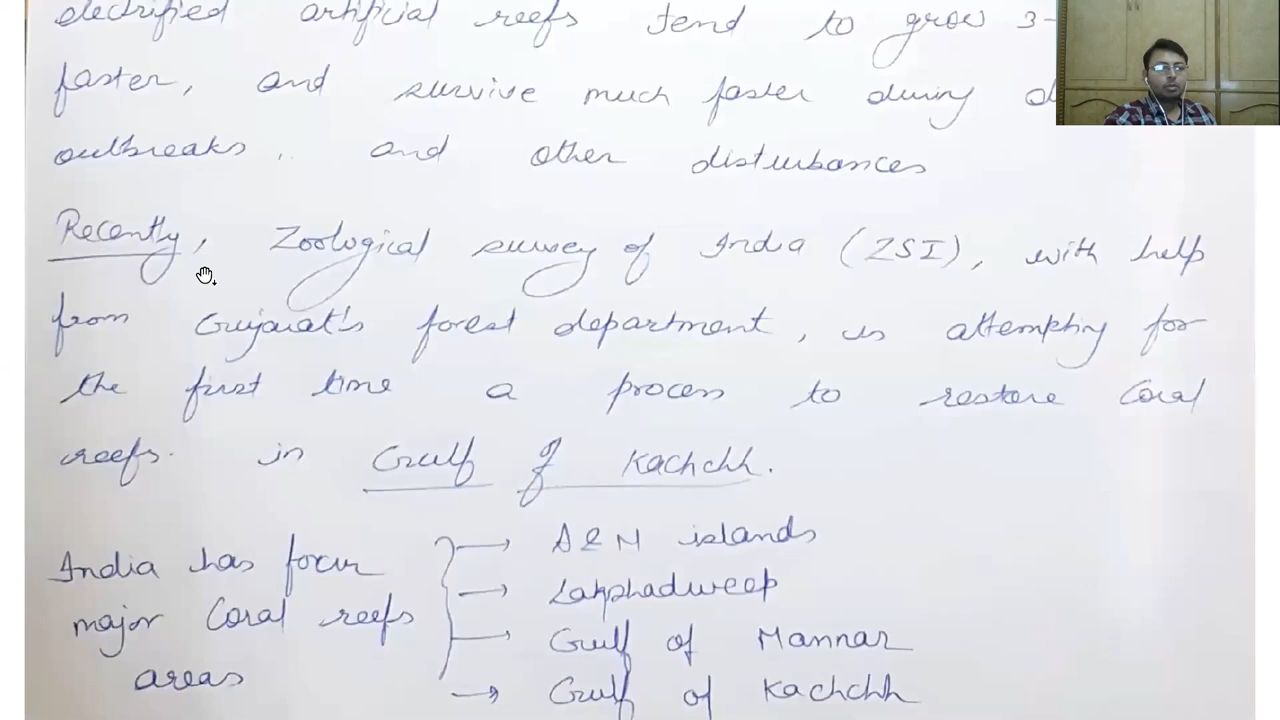 electrified artificial reefs tend to grow 3-
faster, and survive much faster during
outbreaks, and other disturbances
Recently, Zoological survey of India (ZSI), with help
from Gujarat's forest department, is attempting for
the first time a process to restore Coral
reefs. in Gulf of Kachchh.
India has four
major Coral reefs
areas
→ A&N islands
→ Lakshadweep
→ Gulf of Mannar
→ Gulf of Kachchh